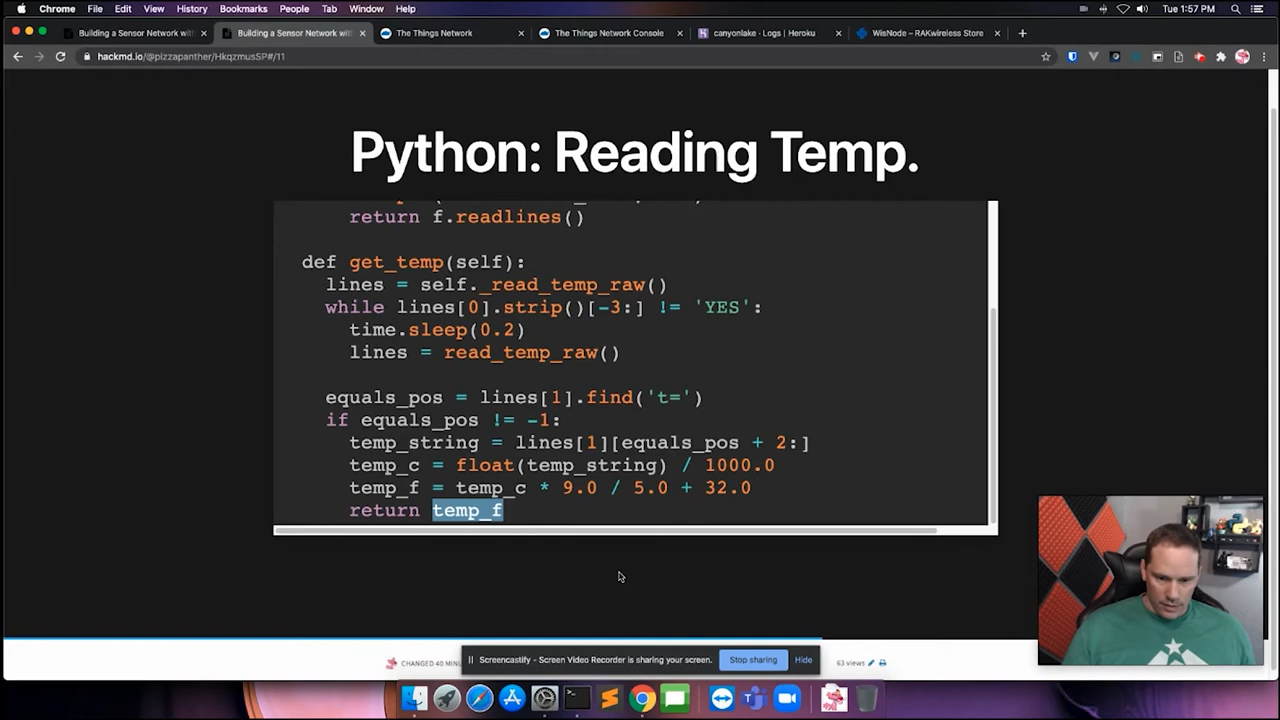 Chrome File Edit View History Bookmarks People Tab Window Help Tue 1:57 PM
Building a Sensor Network with Building a Sensor Network with The Things Network The Things Network Console canyonlake · Logs | Heroku WisNode – RAKwireless Store
hackmd.io/@pizzapanther/HkqzmusSP#/11
Python: Reading Temp.
return f.readlines()
def get_temp(self):
lines = self._read_temp_raw()
while lines[0].strip()[-3:] != 'YES':
time.sleep(0.2)
lines = read_temp_raw()
equals_pos = lines[1].find('t=')
if equals_pos != -1:
temp_string = lines[1][equals_pos + 2:]
temp_c = float(temp_string) / 1000.0
temp_f = temp_c * 9.0 / 5.0 + 32.0
return temp_f
CHANGED 40 MIN Screencastify - Screen Video Recorder is sharing your screen. Stop sharing Hide 63 views